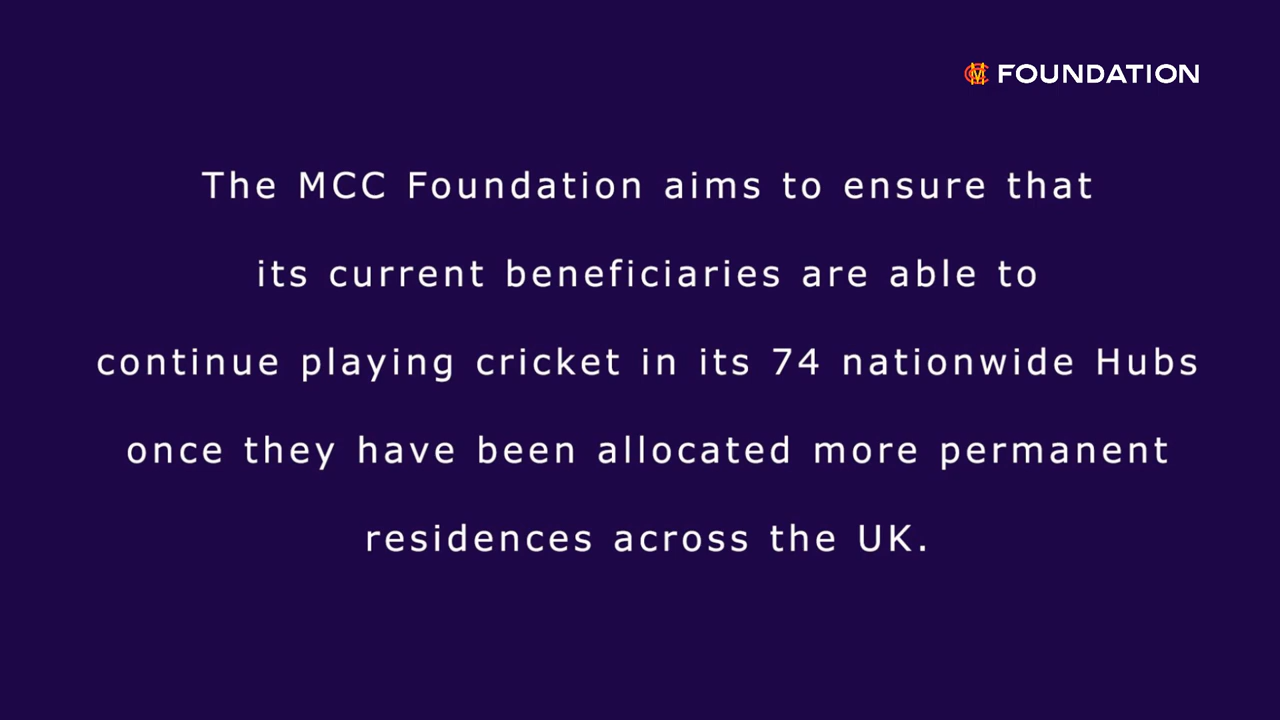 MCC FOUNDATION
The MCC Foundation aims to ensure that
its current beneficiaries are able to
continue playing cricket in its 74 nationwide Hubs
once they have been allocated more permanent
residences across the UK.